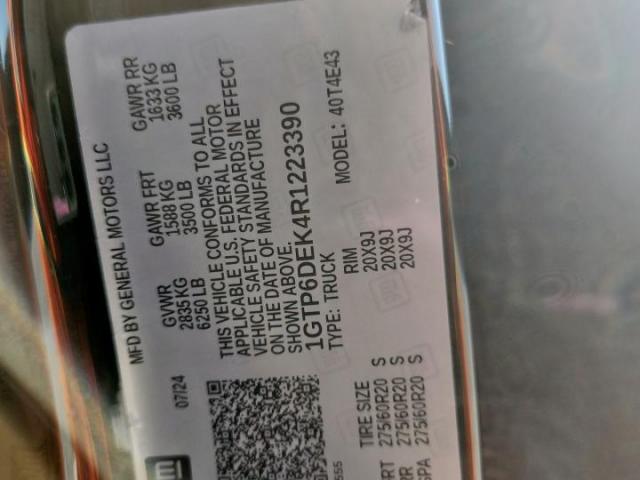 MFD BY GENERAL MOTORS LLC
07/24
GVWR GAWR FRT GAWR RR
2835 KG 1588 KG 1633 KG
6250 LB 3500 LB 3600 LB
THIS VEHICLE CONFORMS TO ALL
APPLICABLE U.S. FEDERAL MOTOR
VEHICLE SAFETY STANDARDS IN EFFECT
ON THE DATE OF MANUFACTURE
SHOWN ABOVE.
1GTP6DEK4R1223390
TYPE: TRUCK MODEL: 40T4E43
TIRE SIZE RIM
RT 275/60R20 S 20X9J
RR 275/60R20 S 20X9J
SPA 275/60R20 S 20X9J